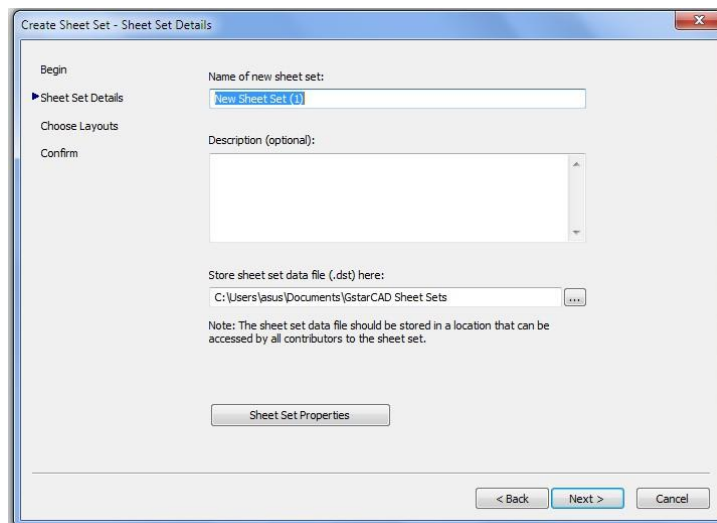 Create Sheet Set - Sheet Set Details
Begin
Sheet Set Details
Choose Layouts
Confirm
Name of new sheet set:
New Sheet Set (1)
Description (optional):
Store sheet set data file (.dst) here:
C:\Users\asus\Documents\GstarCAD Sheet Sets
...
Note: The sheet set data file should be stored in a location that can be
accessed by all contributors to the sheet set.
Sheet Set Properties
< Back
Next >
Cancel